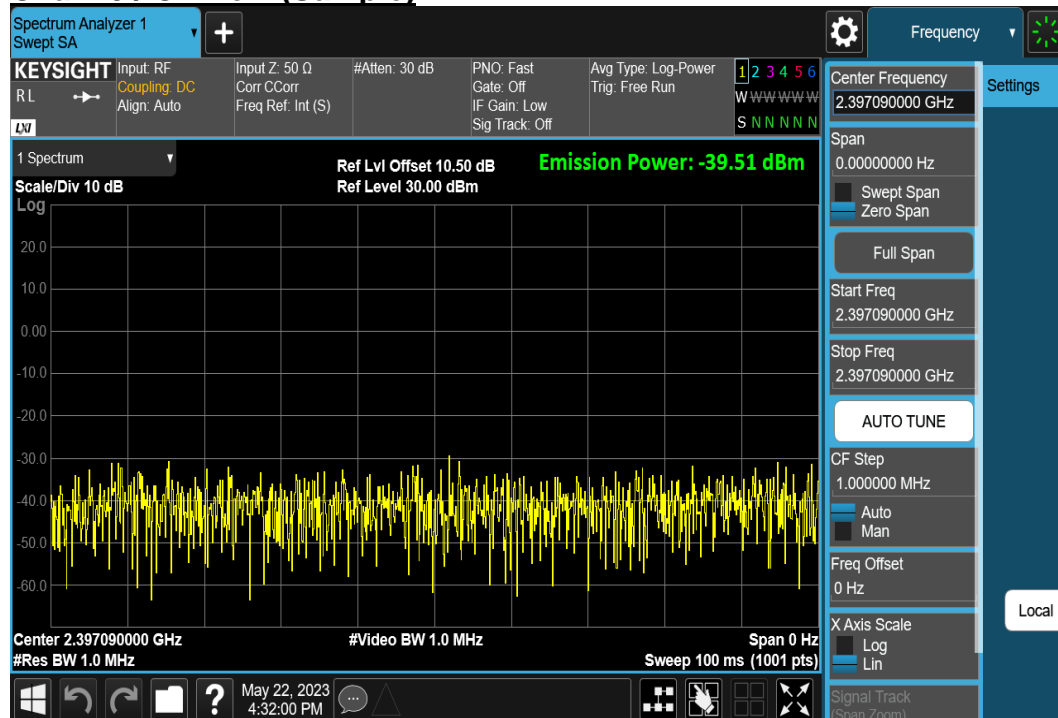 Spectrum Analyzer 1
Swept SA
+
Frequency
KEYSIGHT
R L
LXI
Input: RF
Coupling: DC
Align: Auto
Input Z: 50 Ω
Corr CCorr
Freq Ref: Int (S)
#Atten: 30 dB
PNO: Fast
Gate: Off
IF Gain: Low
Sig Track: Off
Avg Type: Log-Power
Trig: Free Run
1 2 3 4 5 6
W W W W W W
S N N N N N
1 Spectrum
Scale/Div 10 dB
Log
Ref Lvl Offset 10.50 dB
Ref Level 30.00 dBm
Emission Power: -39.51 dBm
20.0
10.0
0.00
-10.0
-20.0
-30.0
-40.0
-50.0
-60.0
Center 2.397090000 GHz
#Res BW 1.0 MHz
#Video BW 1.0 MHz
Span 0 Hz
Sweep 100 ms (1001 pts)
Center Frequency
2.397090000 GHz
Span
0.00000000 Hz
Swept Span
Zero Span
Full Span
Start Freq
2.397090000 GHz
Stop Freq
2.397090000 GHz
AUTO TUNE
CF Step
1.000000 MHz
Auto
Man
Freq Offset
0 Hz
X Axis Scale
Log
Lin
Signal Track
(Span Zoom)
Settings
Local
?
May 22, 2023
4:32:00 PM